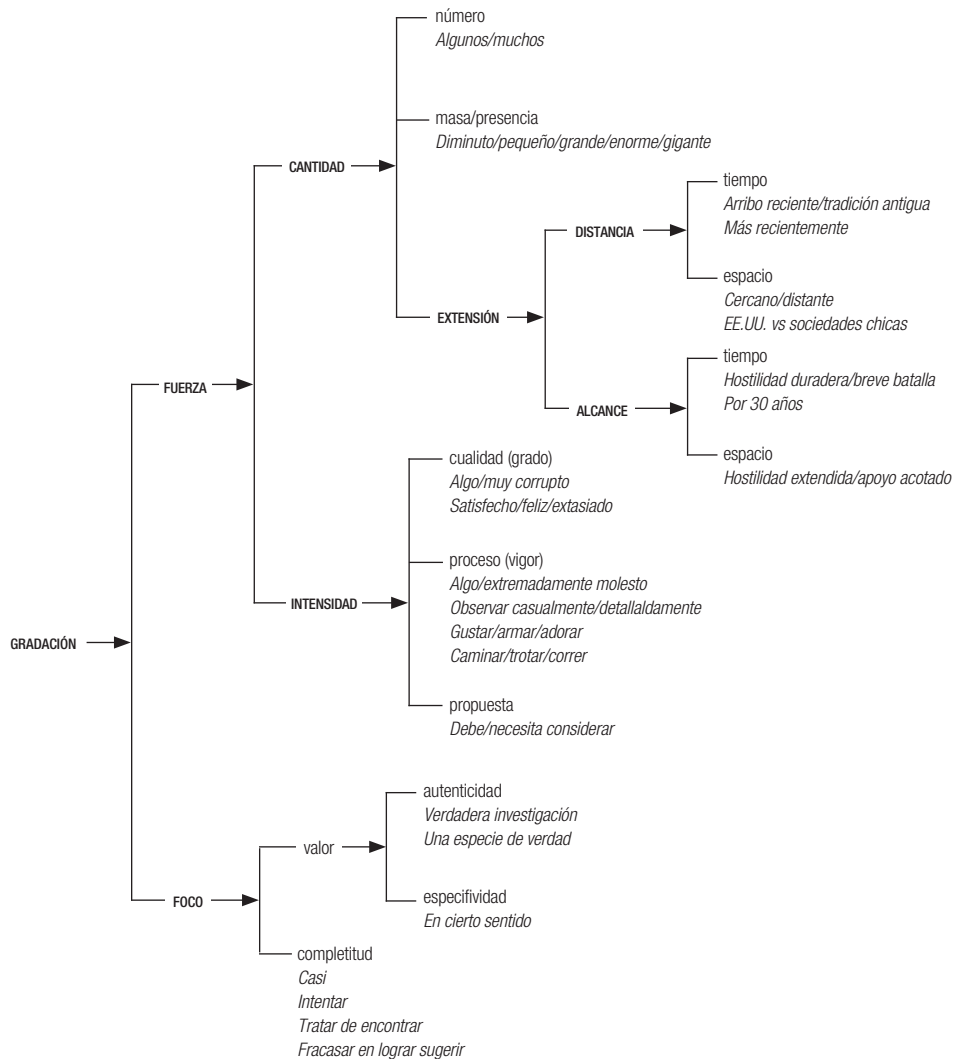 número
Algunos/muchos
masa/presencia
Diminuto/pequeño/grande/enorme/gigante
CANTIDAD
tiempo
Arribo reciente/tradición antigua
Más recientemente
DISTANCIA
espacio
Cercano/distante
EE.UU. vs sociedades chicas
EXTENSIÓN
tiempo
Hostilidad duradera/breve batalla
Por 30 años
ALCANCE
espacio
Hostilidad extendida/apoyo acotado
FUERZA
cualidad (grado)
Algo/muy corrupto
Satisfecho/feliz/extasiado
proceso (vigor)
Algo/extremadamente molesto
Observar casualmente/detallaldamente
Gustar/armar/adorar
Caminar/trotar/correr
INTENSIDAD
propuesta
Debe/necesita considerar
GRADACIÓN
autenticidad
Verdadera investigación
Una especie de verdad
valor
especifividad
En cierto sentido
FOCO
completitud
Casi
Intentar
Tratar de encontrar
Fracasar en lograr sugerir